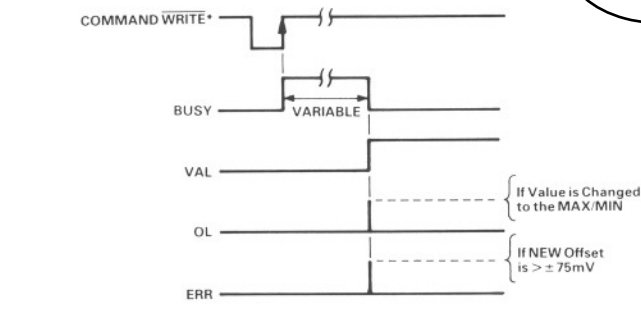 COMMAND WRITE*
BUSY
VARIABLE
VAL
If Value is Changed
to the MAX/MIN
OL
If NEW Offset
is > ± 75mV
ERR